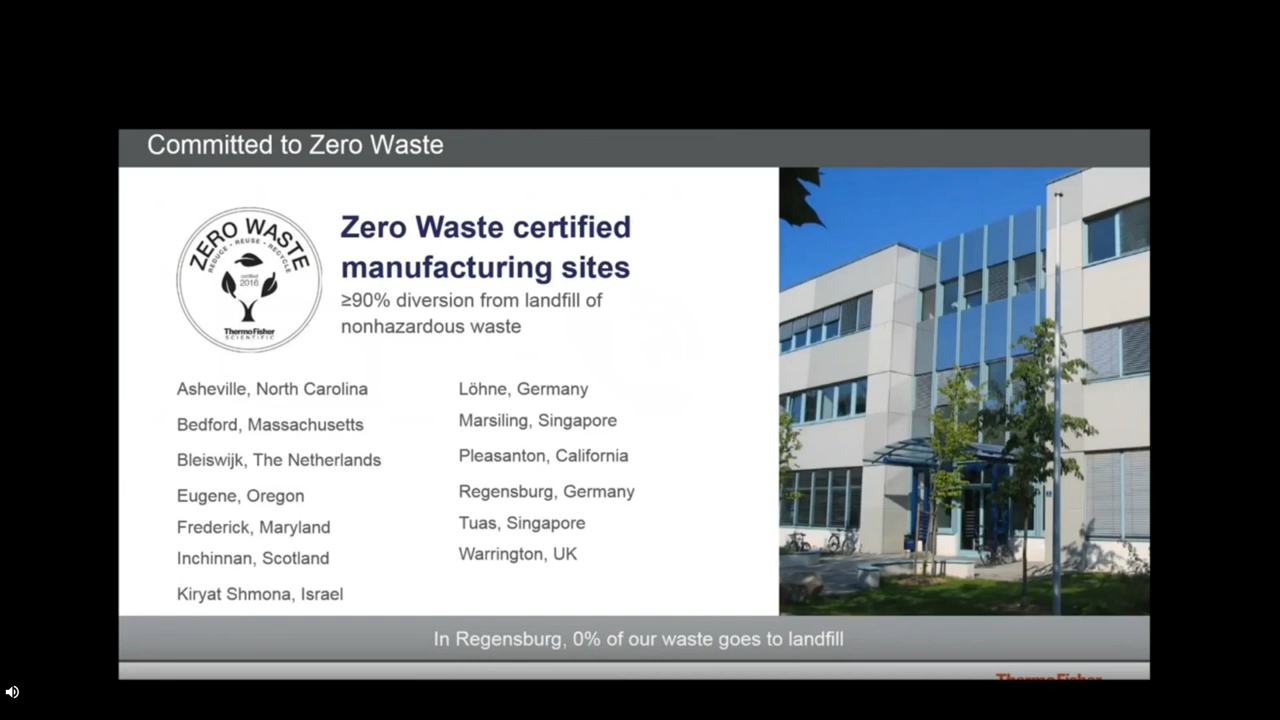 Committed to Zero Waste
ZERO WASTE
REDUCE • REUSE • RECYCLE
certified
2016
ThermoFisher
SCIENTIFIC
Zero Waste certified
manufacturing sites
≥90% diversion from landfill of
nonhazardous waste
Asheville, North Carolina
Bedford, Massachusetts
Bleiswijk, The Netherlands
Eugene, Oregon
Frederick, Maryland
Inchinnan, Scotland
Kiryat Shmona, Israel
Löhne, Germany
Marsiling, Singapore
Pleasanton, California
Regensburg, Germany
Tuas, Singapore
Warrington, UK
In Regensburg, 0% of our waste goes to landfill
ThermoFisher